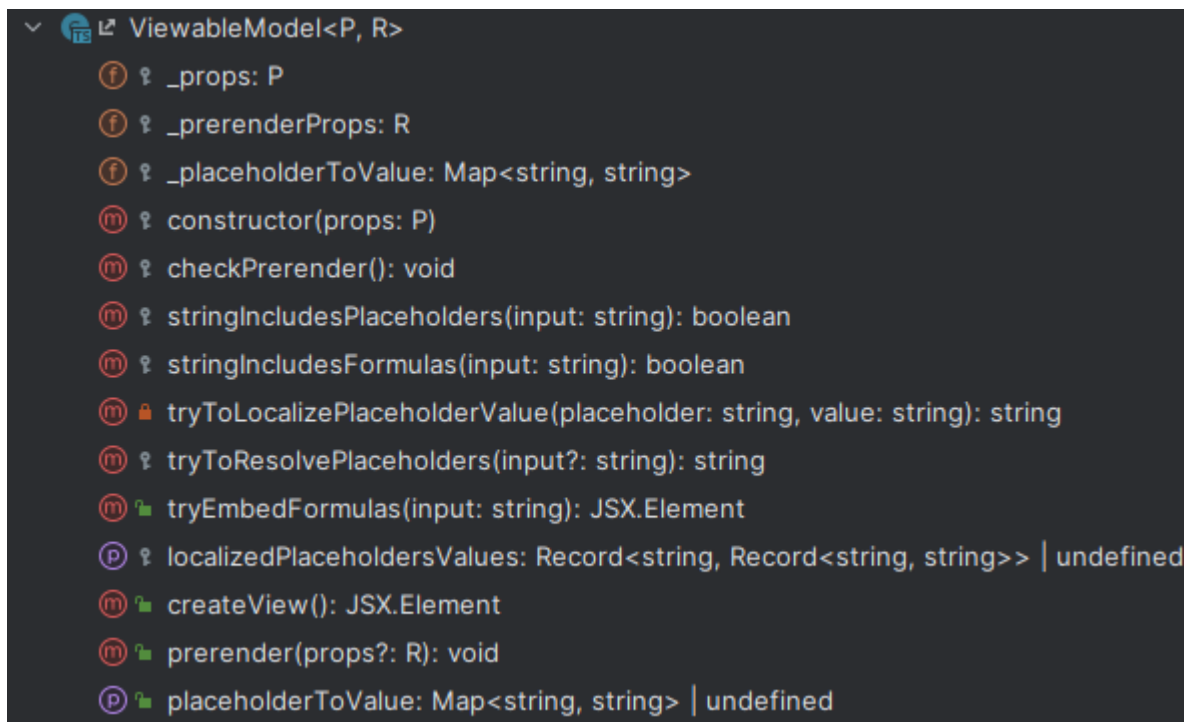 ViewableModel<P, R>
_props: P
_prerenderProps: R
_placeholderToValue: Map<string, string>
constructor(props: P)
checkPrerender(): void
stringIncludesPlaceholders(input: string): boolean
stringIncludesFormulas(input: string): boolean
tryToLocalizePlaceholderValue(placeholder: string, value: string): string
tryToResolvePlaceholders(input?: string): string
tryEmbedFormulas(input: string): JSX.Element
localizedPlaceholdersValues: Record<string, Record<string, string>> | undefined
createView(): JSX.Element
prerender(props?: R): void
placeholderToValue: Map<string, string> | undefined